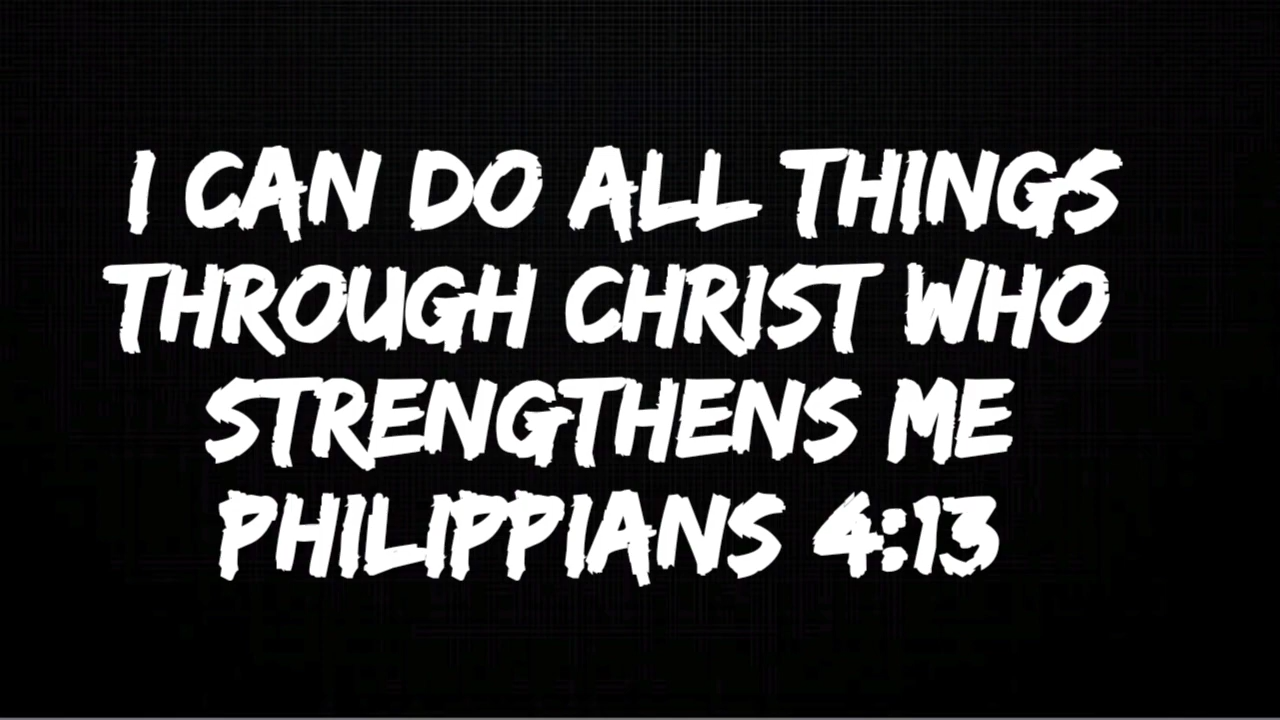 I CAN DO ALL THINGS
THROUGH CHRIST WHO
STRENGTHENS ME
PHILIPPIANS 4:13